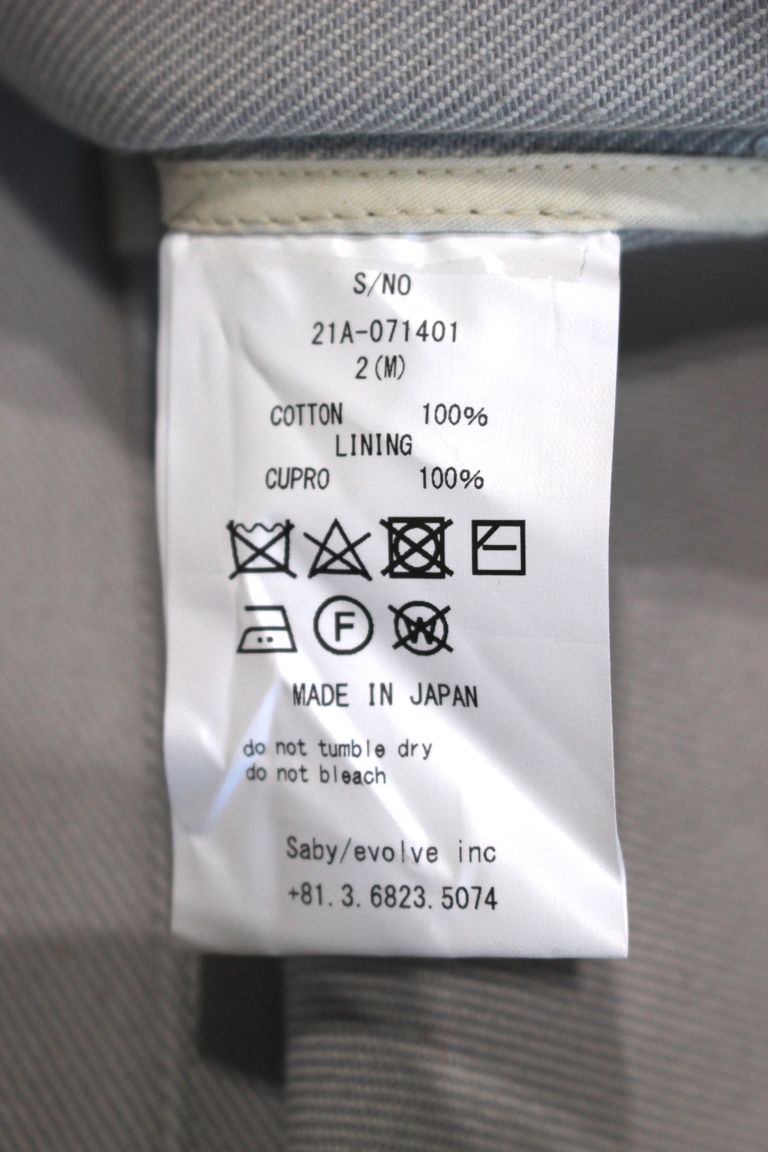 S/NO
21A-071401
2(M)
COTTON 100%
LINING
CUPRO 100%
F W
MADE IN JAPAN
do not tumble dry
do not bleach
Saby/evolve inc
+81.3.6823.5074